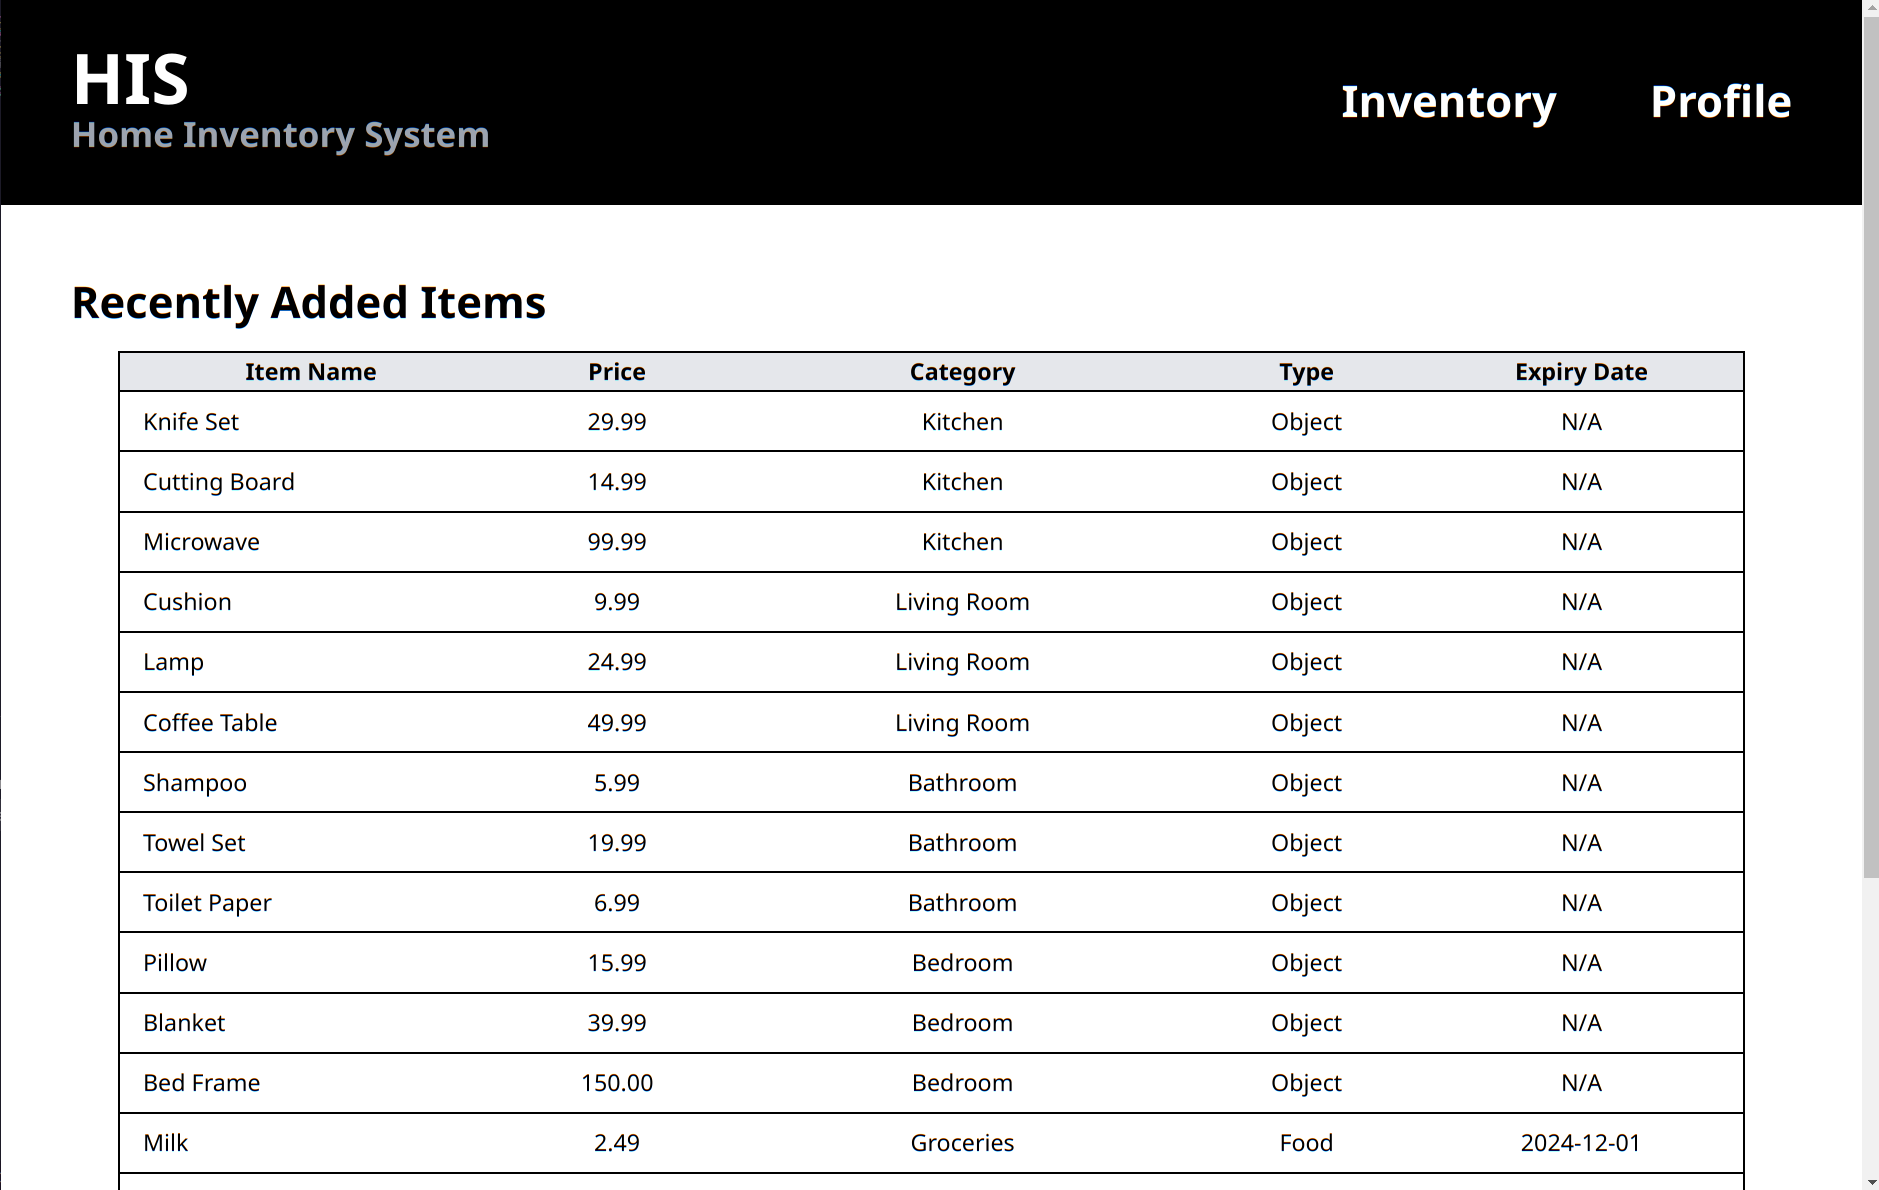 HIS
Home Inventory System
Inventory Profile
Recently Added Items
Item Name Price Category Type Expiry Date
Knife Set 29.99 Kitchen Object N/A
Cutting Board 14.99 Kitchen Object N/A
Microwave 99.99 Kitchen Object N/A
Cushion 9.99 Living Room Object N/A
Lamp 24.99 Living Room Object N/A
Coffee Table 49.99 Living Room Object N/A
Shampoo 5.99 Bathroom Object N/A
Towel Set 19.99 Bathroom Object N/A
Toilet Paper 6.99 Bathroom Object N/A
Pillow 15.99 Bedroom Object N/A
Blanket 39.99 Bedroom Object N/A
Bed Frame 150.00 Bedroom Object N/A
Milk 2.49 Groceries Food 2024-12-01